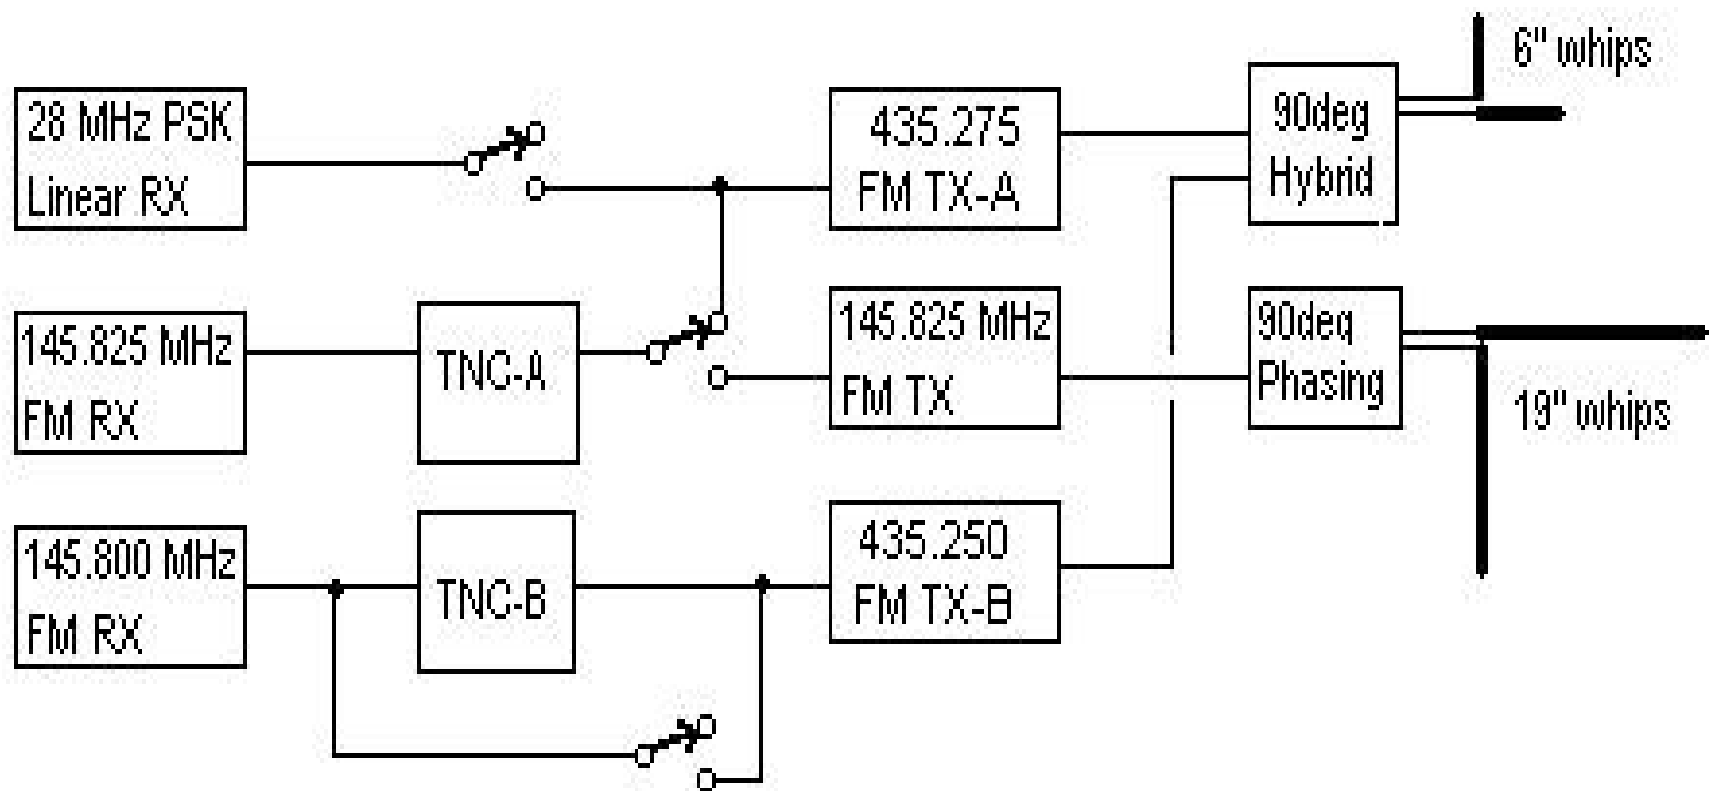 28 MHz PSK
Linear RX
435.275
FM TX-A
90deg
Hybrid
6" whips
145.825 MHz
FM RX
TNC-A
145.825 MHz
FM TX
90deg
Phasing
19" whips
145.800 MHz
FM RX
TNC-B
435.250
FM TX-B